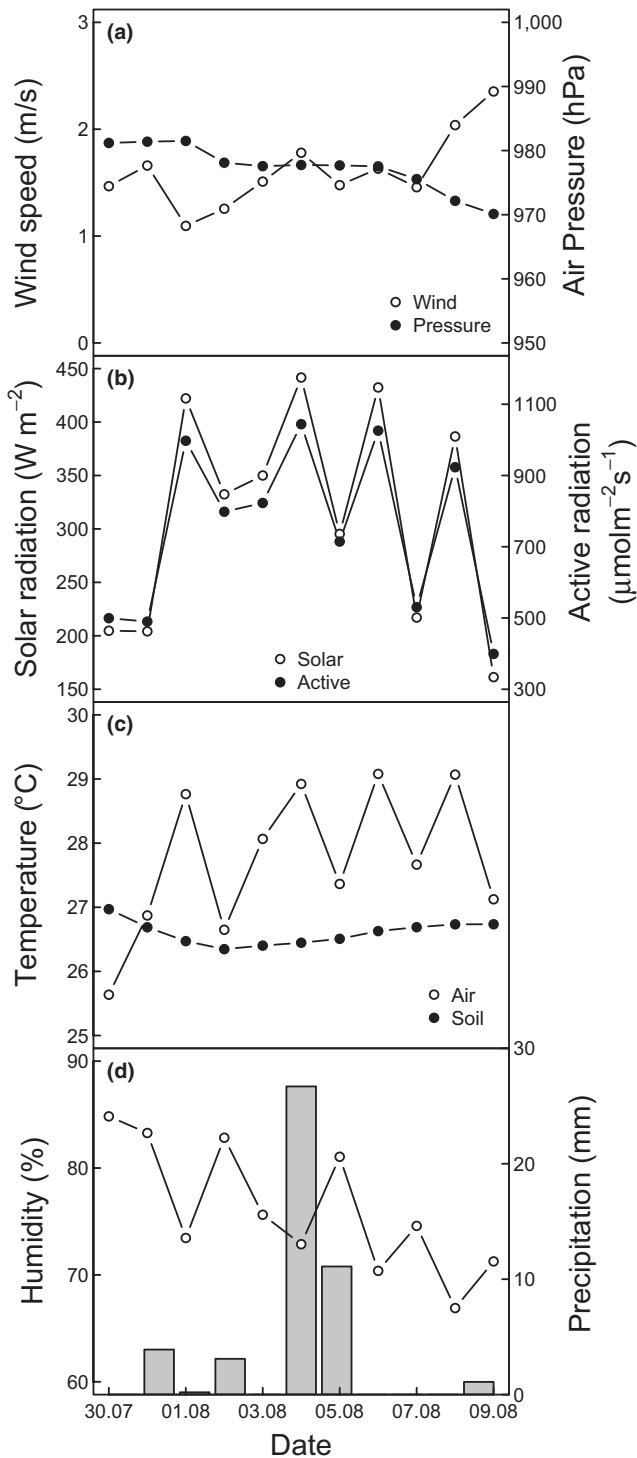 (a)
Wind speed (m/s)
3
2
1
0
Air Pressure (hPa)
1,000
990
980
970
960
950
Wind
Pressure
(b)
Solar radiation (W m−2)
450
400
350
300
250
200
150
Active radiation
(μmolm−2s−1)
1100
900
700
500
300
Solar
Active
(c)
Temperature (°C)
30
29
28
27
26
25
Air
Soil
(d)
Humidity (%)
90
80
70
60
Precipitation (mm)
30
20
10
0
30.07 01.08 03.08 05.08 07.08 09.08
Date